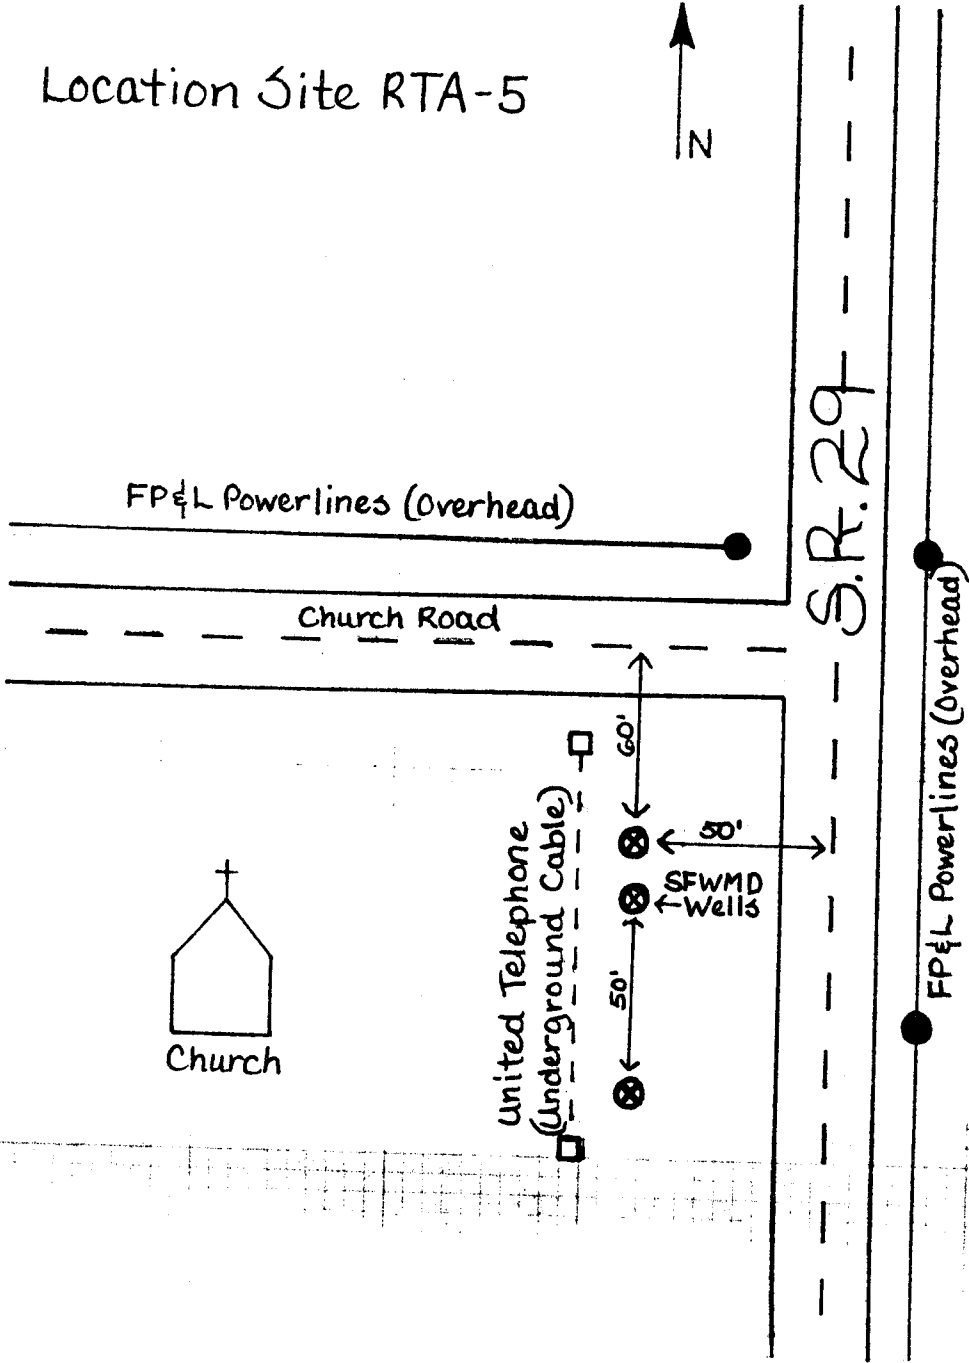 Location Site RTA-5
N
S.R. 29
FP&L Powerlines (Overhead)
Church Road
60'
50'
SFWMD
Wells
50'
United Telephone
(Underground Cable)
FP&L Powerlines (Overhead)
Church